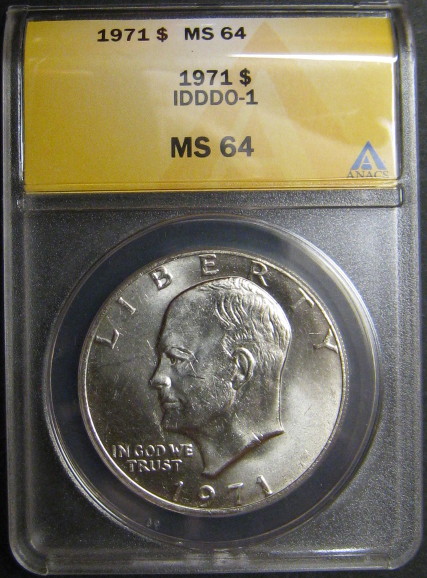 1971 $ MS 64
1971 $
IDDDO-1
MS 64
ANACS
LIBERTY
IN GOD WE
TRUST
1971